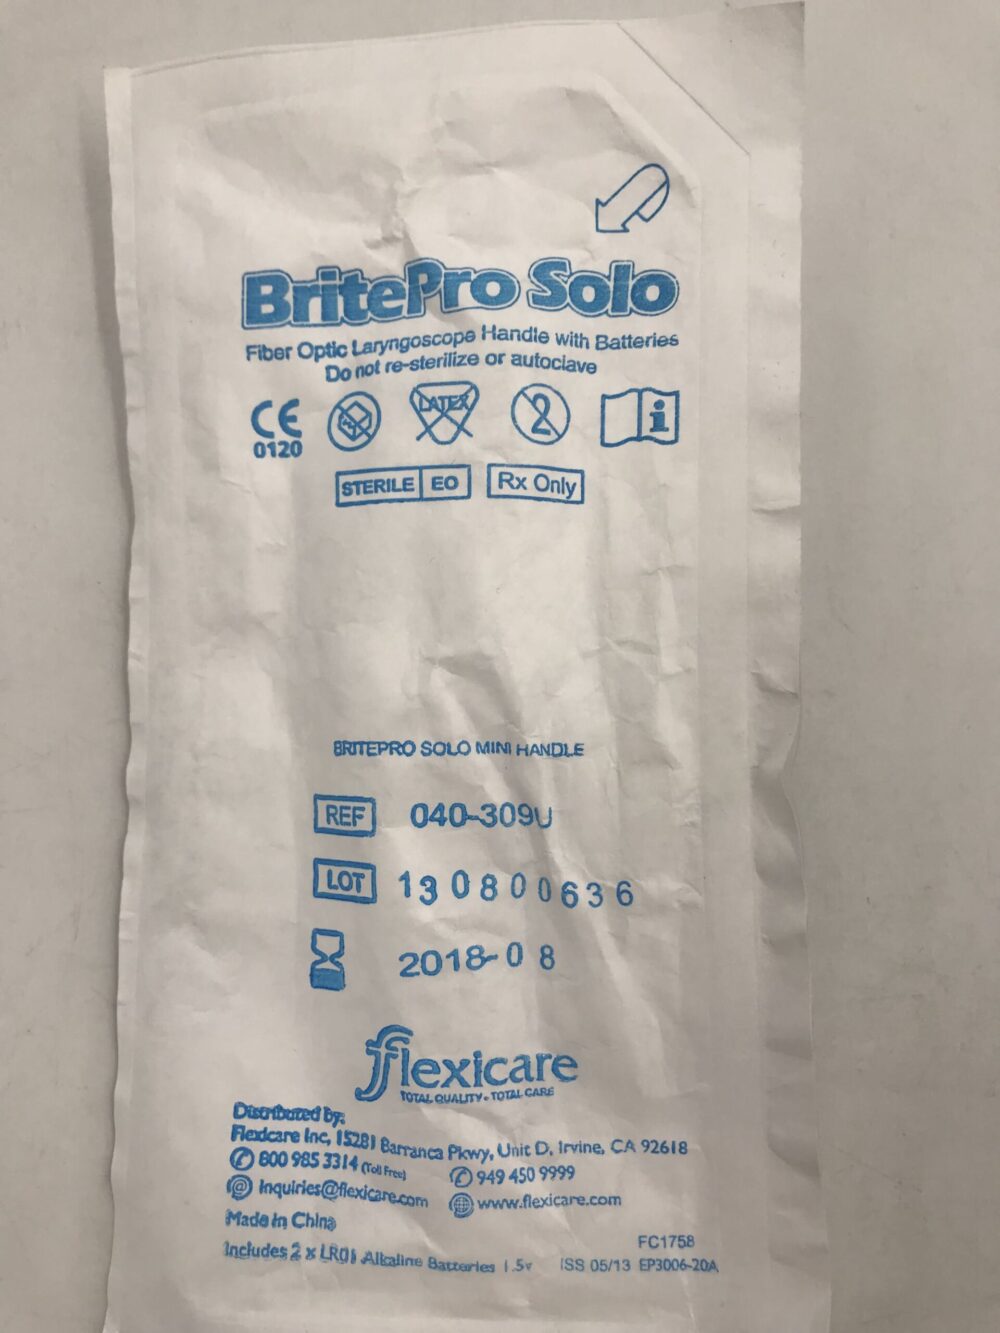 BritePro Solo
Fiber Optic Laryngoscope Handle with Batteries
Do not re-sterilize or autoclave
CE LATEX 2 i
0120
STERILE EO Rx Only
BRITEPRO SOLO MINI HANDLE
REF 040-309U
LOT 130800636
2018-08
flexicare
TOTAL QUALITY - TOTAL CARE
Distributed by:
Flexicare Inc, 15281 Barranca Pkwy, Unit D, Irvine, CA 92618
800 985 3314 (Toll Free) 949 450 9999
@ inquiries@flexicare.com www.flexicare.com
Made in China
FC1758
Includes 2 x LR01 Alkaline Batteries 1.5v ISS 05/13 EP3006-20A